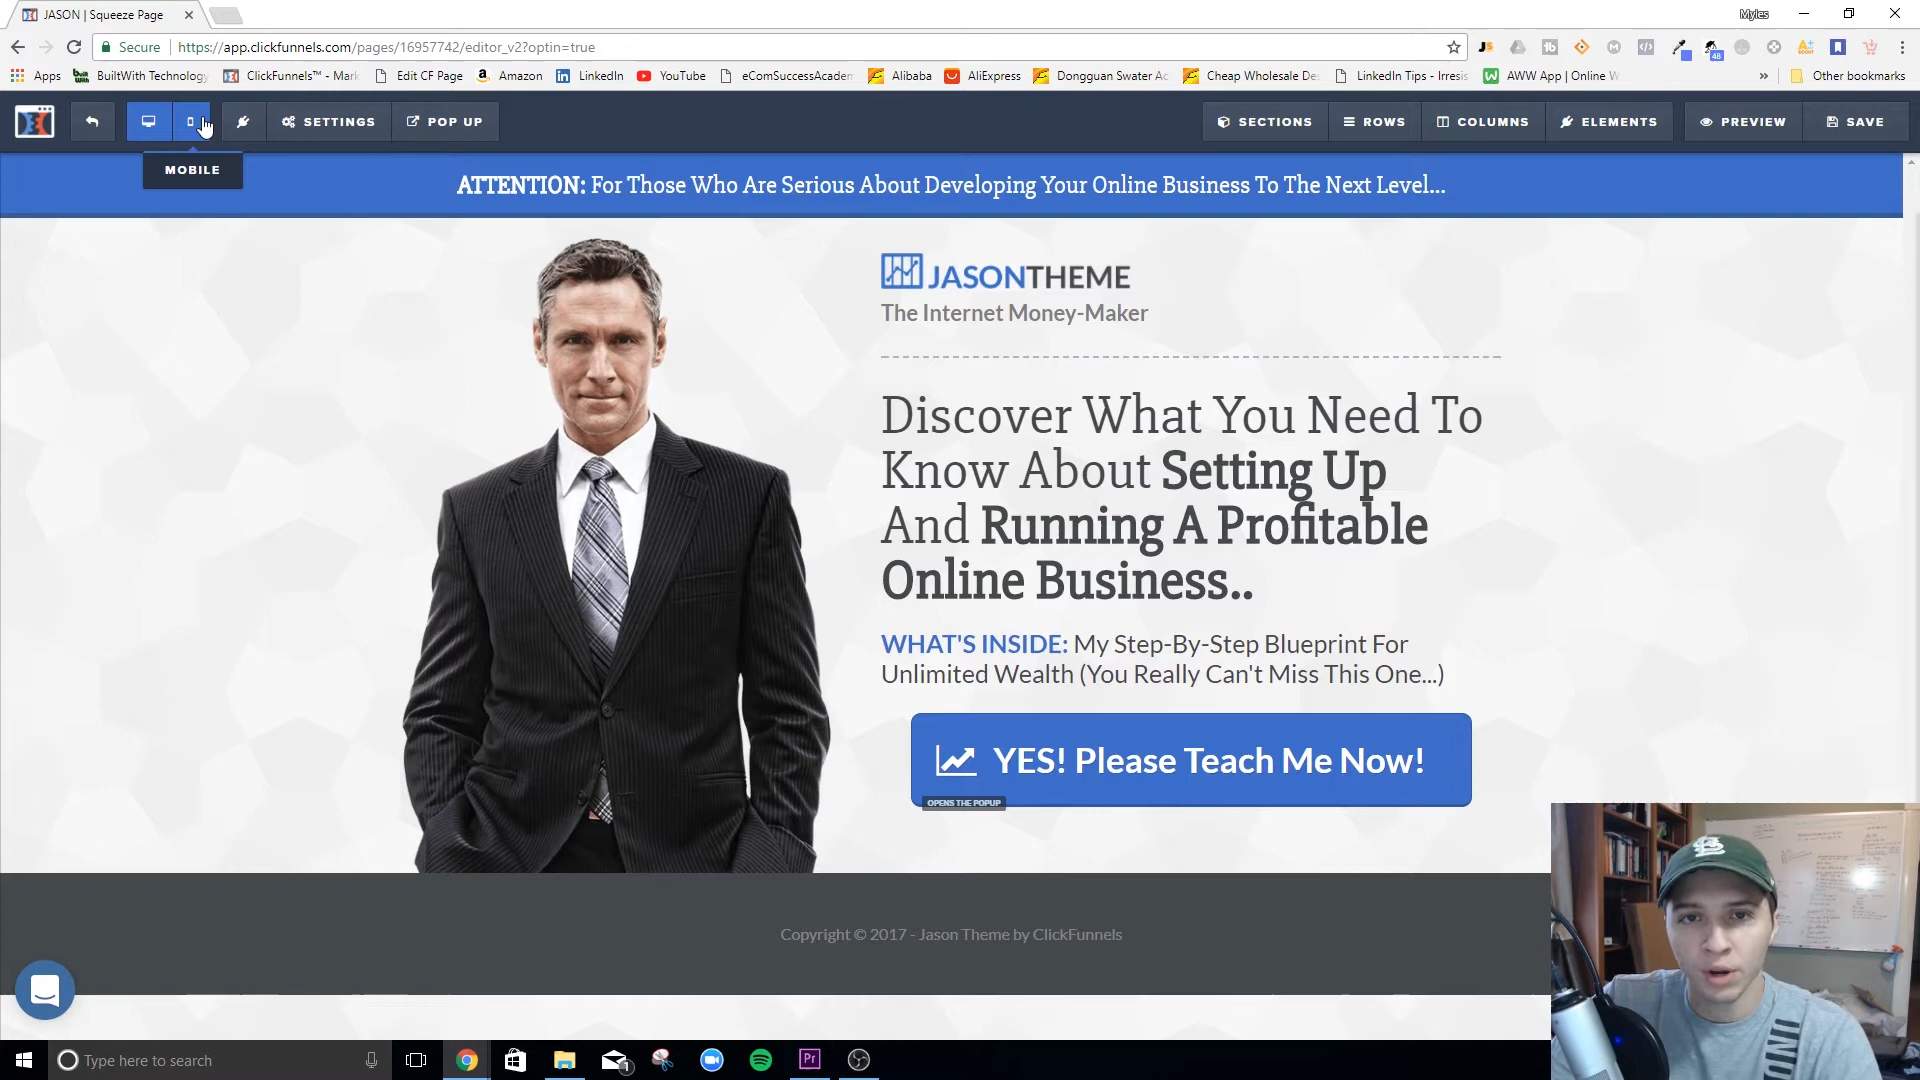 JASON | Squeeze Page
Myles
Secure
https://app.clickfunnels.com/pages/16957742/editor_v2?optin=true
Apps
BuiltWith Technology
ClickFunnels™ - Mark
Edit CF Page
Amazon
LinkedIn
YouTube
eComSuccessAcadem
Alibaba
AliExpress
Dongguan Swater Ac
Cheap Wholesale De
LinkedIn Tips - Irresis
AWW App | Online W
Other bookmarks
SETTINGS
POP UP
SECTIONS
ROWS
COLUMNS
ELEMENTS
PREVIEW
SAVE
MOBILE
ATTENTION: For Those Who Are Serious About Developing Your Online Business To The Next Level...
JASONTHEME
The Internet Money-Maker
Discover What You Need To
Know About Setting Up
And Running A Profitable
Online Business..
WHAT'S INSIDE: My Step-By-Step Blueprint For
Unlimited Wealth (You Really Can't Miss This One...)
YES! Please Teach Me Now!
OPENS THE POPUP
Copyright © 2017 - Jason Theme by ClickFunnels
Type here to search